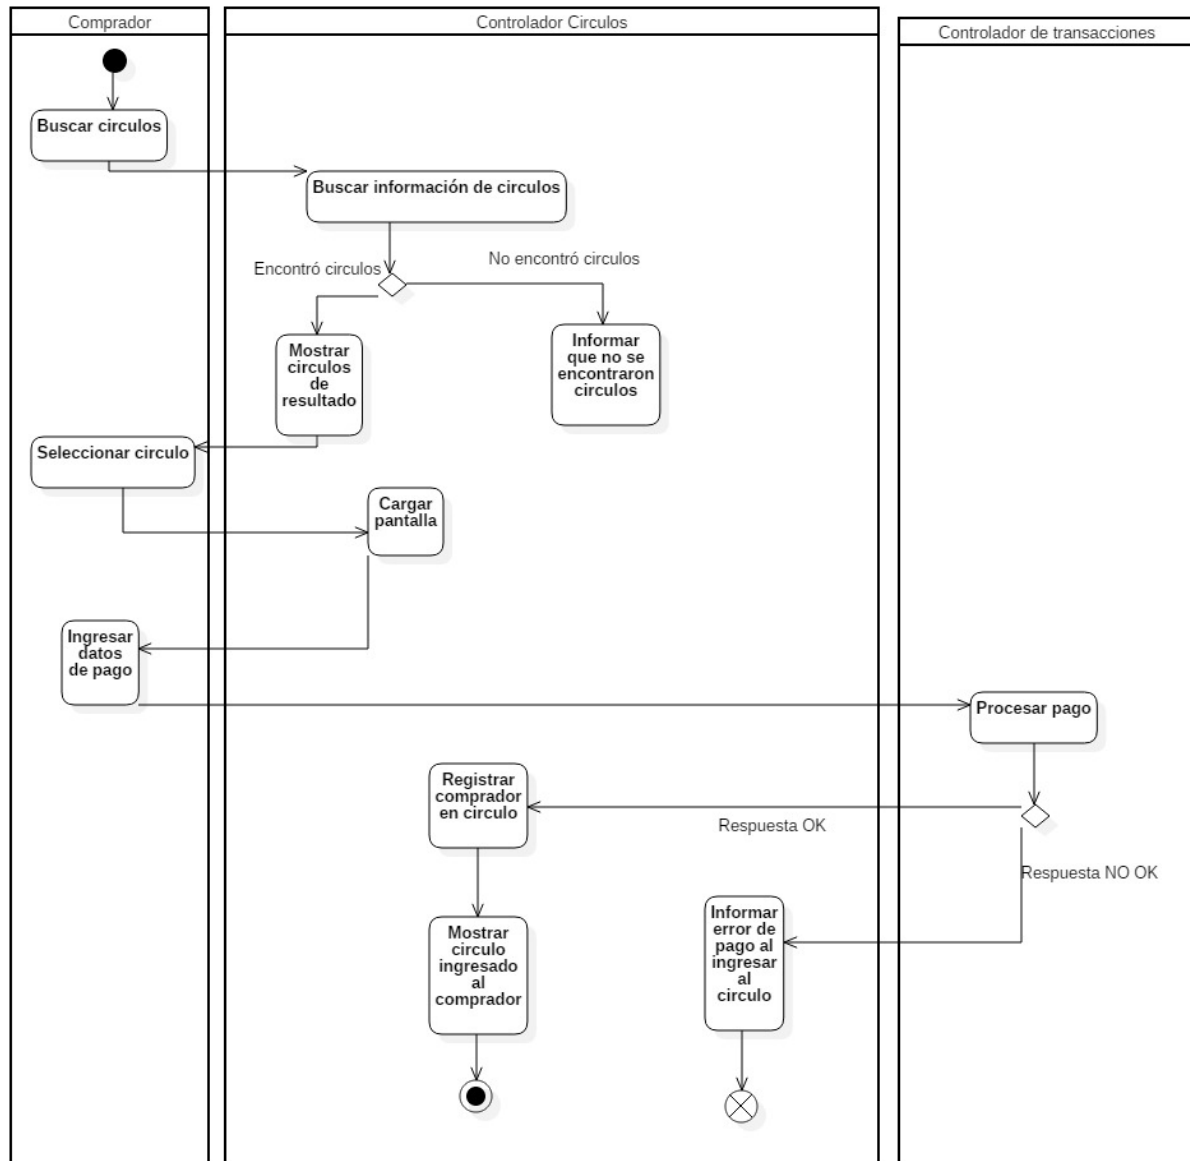 Comprador
Controlador Circulos
Controlador de transacciones
Buscar circulos
Buscar información de circulos
Encontró circulos
No encontró circulos
Mostrar
circulos
de
resultado
Informar
que no se
encontraron
circulos
Seleccionar circulo
Cargar
pantalla
Ingresar
datos
de pago
Procesar pago
Registrar
comprador
en circulo
Respuesta OK
Respuesta NO OK
Mostrar
circulo
ingresado
al
comprador
Informar
error de
pago al
ingresar
al
circulo